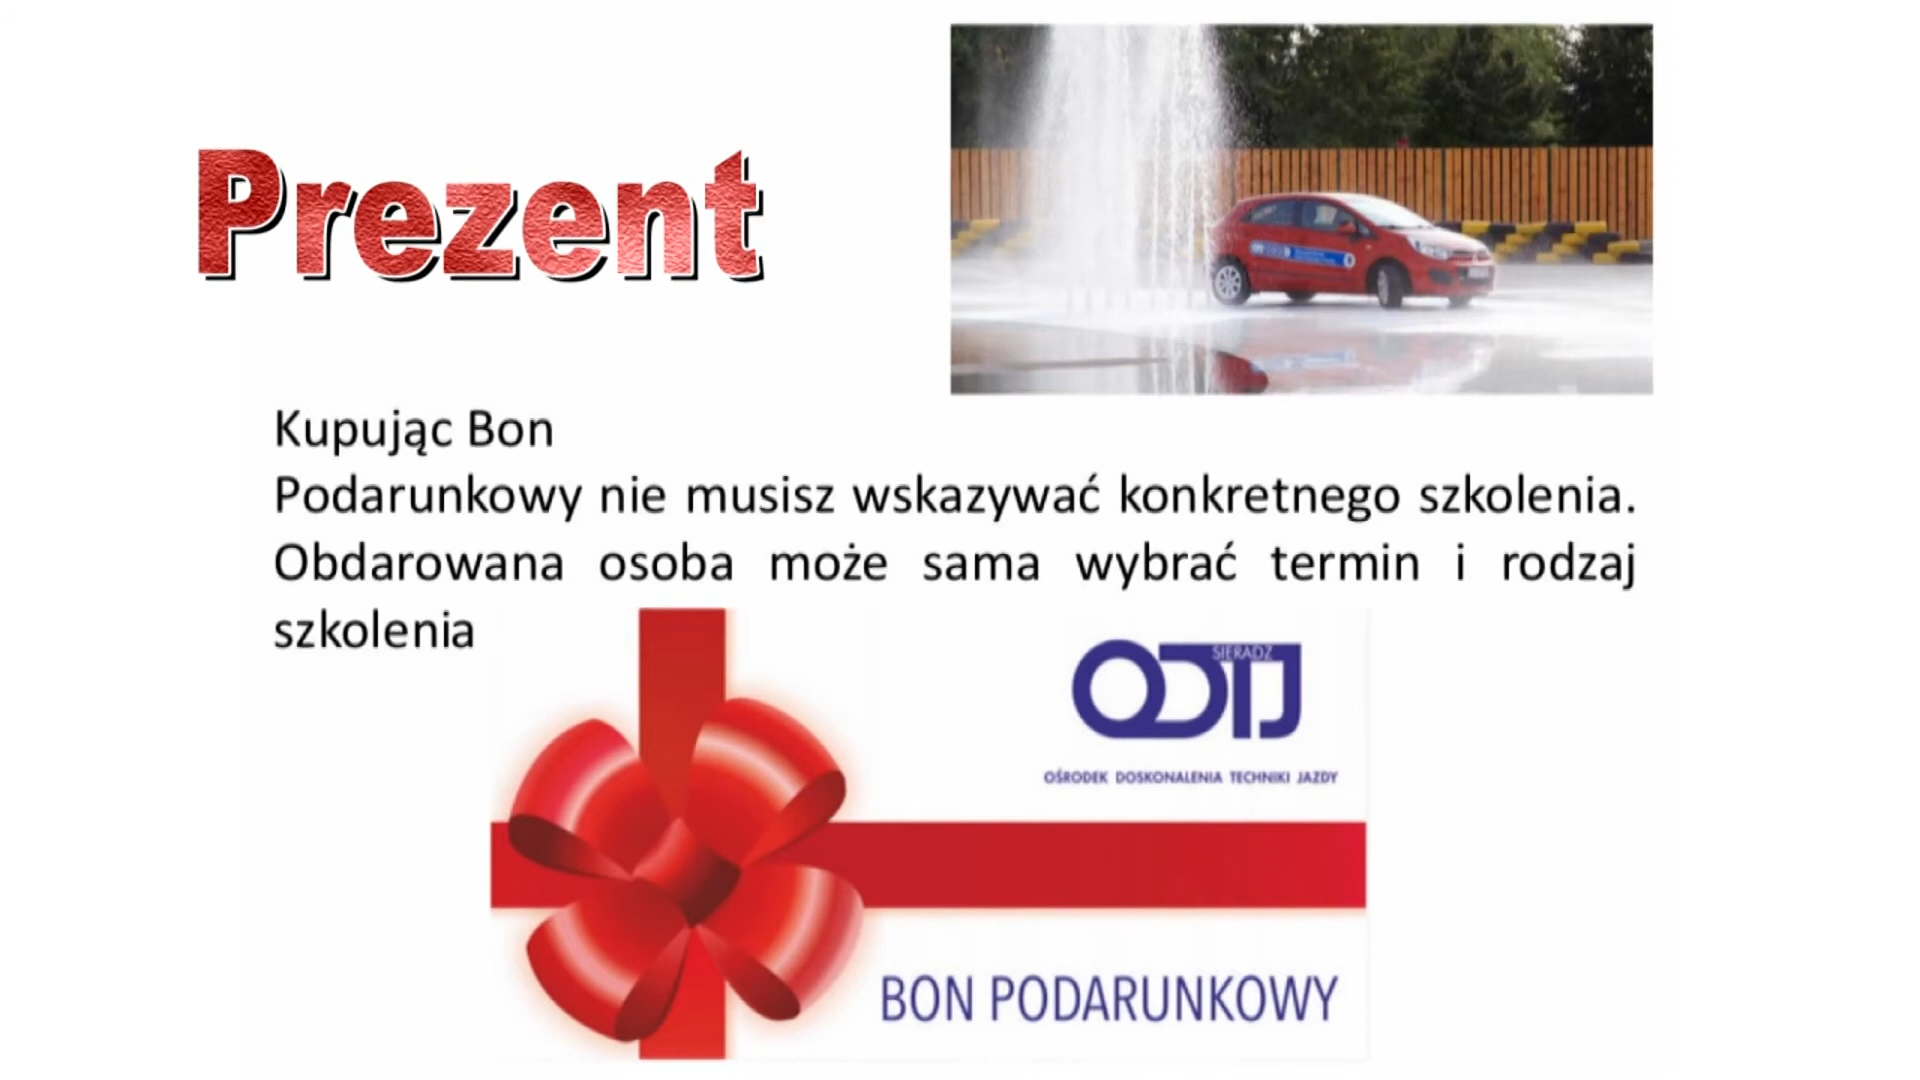 Prezent
Kupując Bon
Podarunkowy nie musisz wskazywać konkretnego szkolenia.
Obdarowana osoba może sama wybrać termin i rodzaj
szkolenia
SIERADZ
ODTJ
OŚRODEK DOSKONALENIA TECHNIKI JAZDY
BON PODARUNKOWY